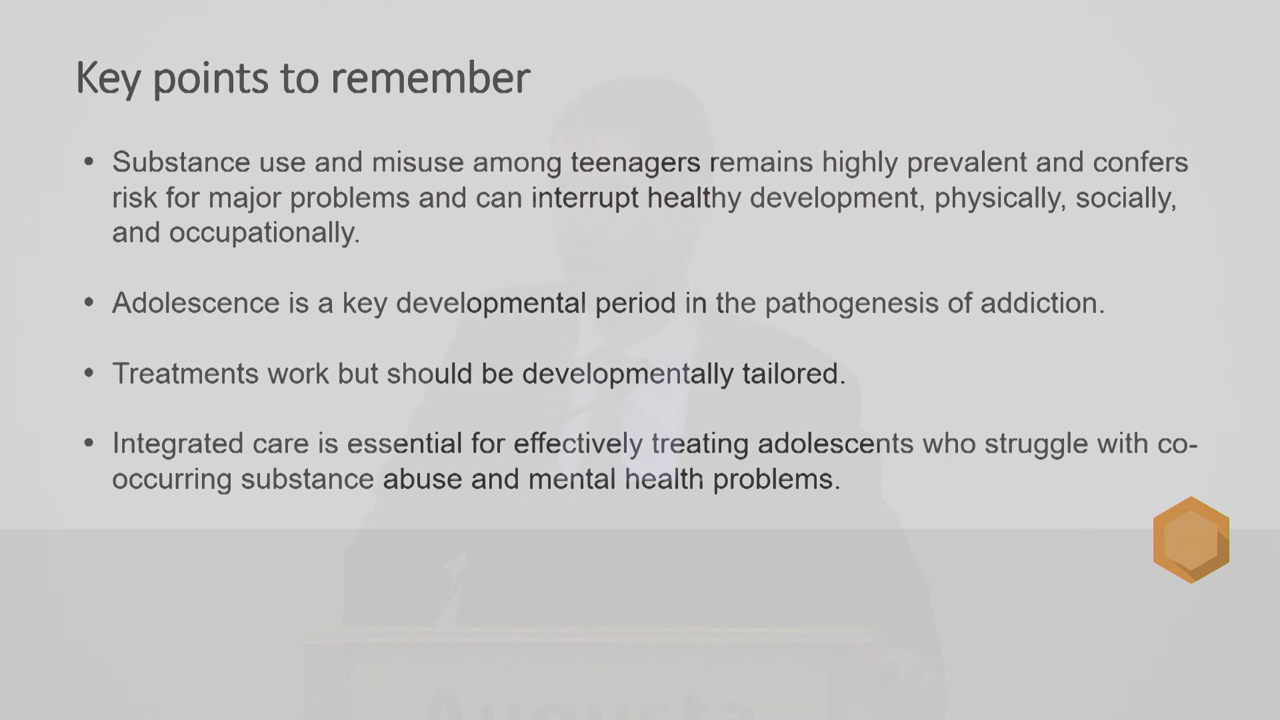 Key points to remember
• Substance use and misuse among teenagers remains highly prevalent and confers
risk for major problems and can interrupt healthy development, physically, socially,
and occupationally.
• Adolescence is a key developmental period in the pathogenesis of addiction.
• Treatments work but should be developmentally tailored.
• Integrated care is essential for effectively treating adolescents who struggle with co-
occurring substance abuse and mental health problems.
Augusta